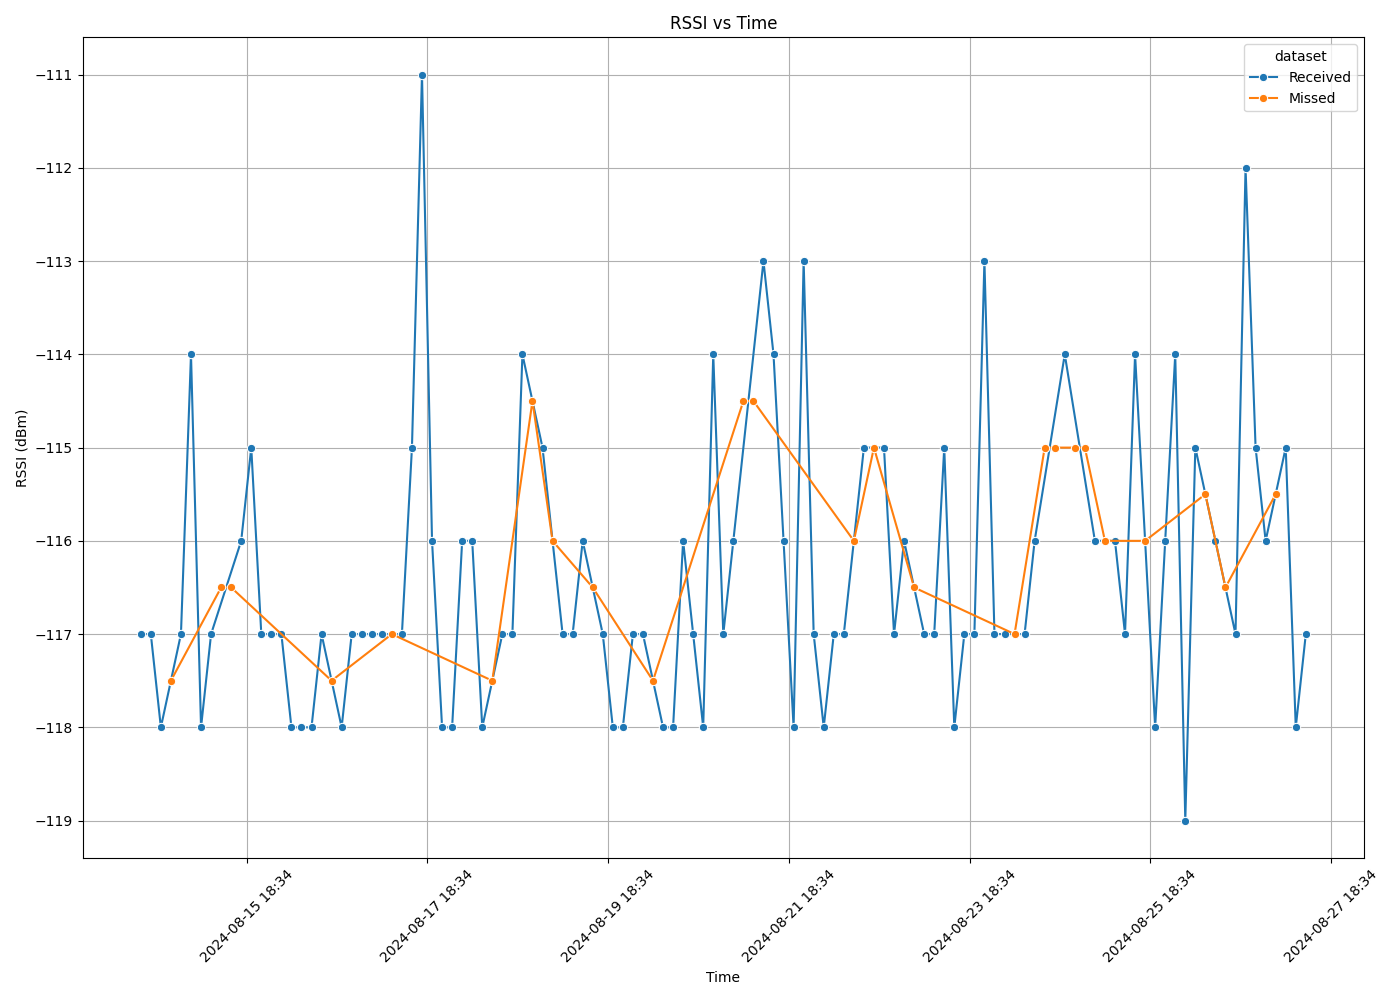 RSSI vs Time
dataset
Received
Missed
−111
−112
−113
−114
−115
−116
−117
−118
−119
RSSI (dBm)
2024-08-15 18:34
2024-08-17 18:34
2024-08-19 18:34
2024-08-21 18:34
2024-08-23 18:34
2024-08-25 18:34
2024-08-27 18:34
Time